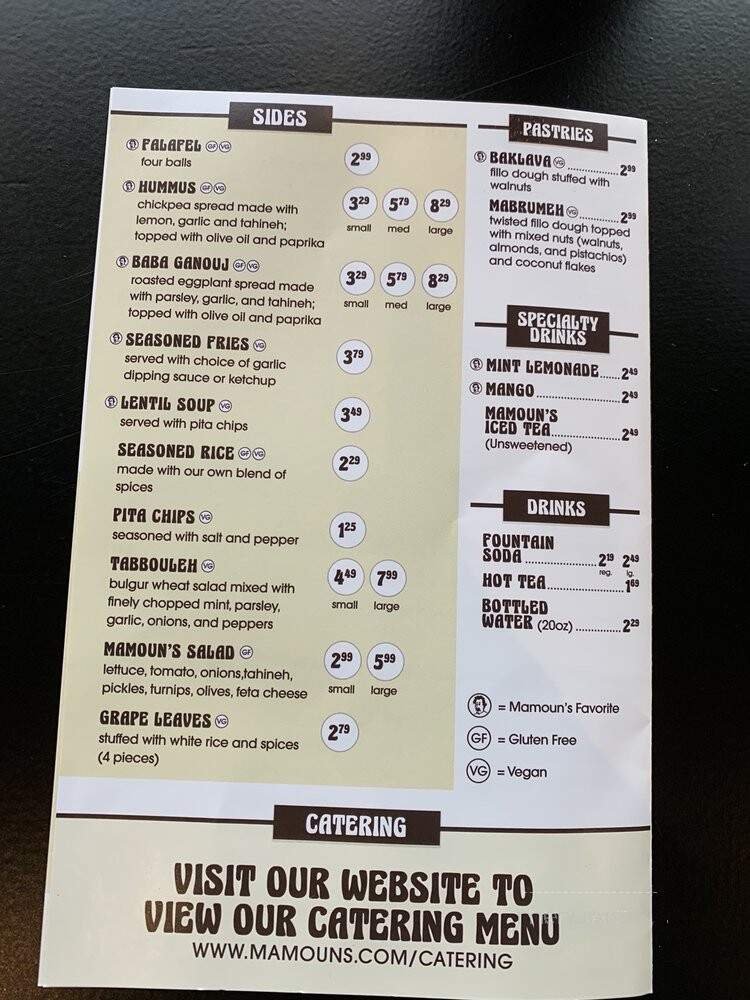 SIDES
FALAFEL GF VG
four balls
2.99
HUMMUS GF VG
chickpea spread made with
lemon, garlic and tahineh;
topped with olive oil and paprika
3.29 5.79 8.29
small med large
BABA GANOUJ GF VG
roasted eggplant spread made
with parsley, garlic, and tahineh;
topped with olive oil and paprika
3.29 5.79 8.29
small med large
SEASONED FRIES VG
served with choice of garlic
dipping sauce or ketchup
3.79
LENTIL SOUP VG
served with pita chips
3.49
SEASONED RICE GF VG
made with our own blend of
spices
2.29
PITA CHIPS VG
seasoned with salt and pepper
1.25
TABBOULEH VG
bulgur wheat salad mixed with
finely chopped mint, parsley,
garlic, onions, and peppers
4.49 7.99
small large
MAMOUN'S SALAD GF
lettuce, tomato, onions,tahineh,
pickles, turnips, olives, feta cheese
2.99 5.99
small large
GRAPE LEAVES VG
stuffed with white rice and spices
(4 pieces)
2.79
PASTRIES
BAKLAVA VG ............ 2.99
fillo dough stuffed with
walnuts
MABRUMEH VG ......... 2.99
twisted fillo dough topped
with mixed nuts (walnuts,
almonds, and pistachios)
and coconut flakes
SPECIALTY
DRINKS
MINT LEMONADE..... 2.49
MANGO .................... 2.49
MAMOUN'S
ICED TEA................. 2.49
(Unsweetened)
DRINKS
FOUNTAIN
SODA .................. 2.19 2.49
reg. lg.
HOT TEA .................... 1.69
BOTTLED
WATER (20oz) ........... 2.29
= Mamoun's Favorite
GF = Gluten Free
VG = Vegan
CATERING
VISIT OUR WEBSITE TO
VIEW OUR CATERING MENU
WWW.MAMOUNS.COM/CATERING